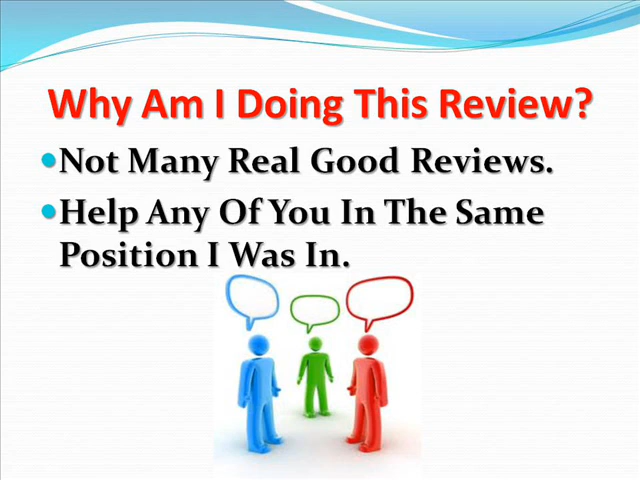 Why Am I Doing This Review?
Not Many Real Good Reviews.
Help Any Of You In The Same
Position I Was In.